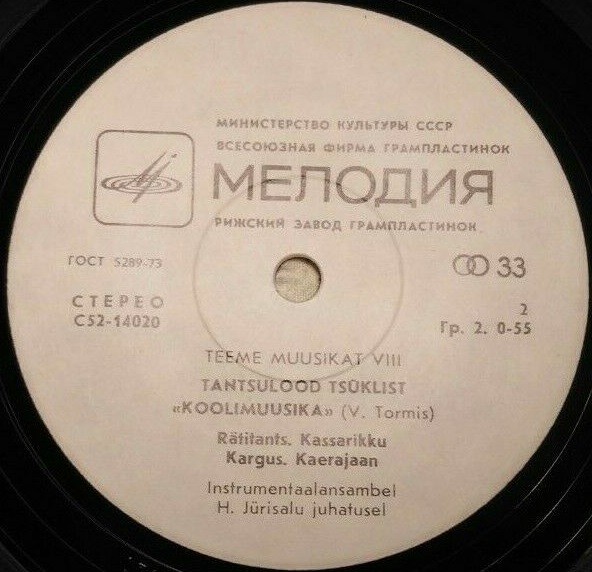 МИНИСТЕРСТВО КУЛЬТУРЫ СССР
ВСЕСОЮЗНАЯ ФИРМА ГРАМПЛАСТИНОК
МЕЛОДИЯ
РИЖСКИЙ ЗАВОД ГРАМПЛАСТИНОК
ГОСТ 5289-73
33
СТЕРЕО
С52-14020
2
Гр. 2. 0-55
TEEME MUUSIKAT VIII
TANTSULOOD TSÜKLIST
«KOOLIMUUSIKA» (V. Tormis)
Rätitants. Kassarikku
Kargus. Kaerajaan
Instrumentaalansambel
H. Jürisalu juhatusel